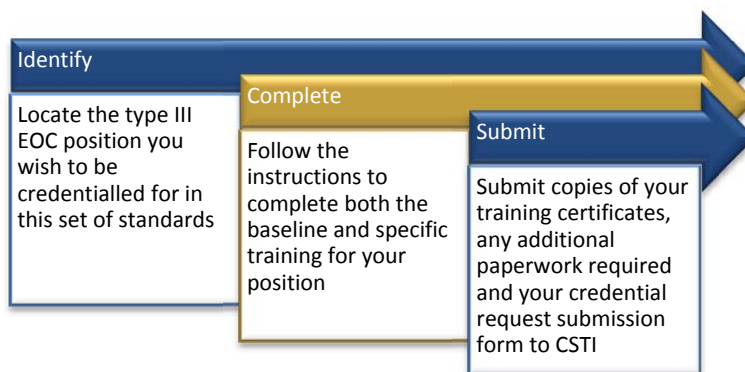 Identify
Locate the type III
EOC position you
wish to be
credentialled for in
this set of standards
Complete
Follow the
instructions to
complete both the
baseline and specific
training for your
position
Submit
Submit copies of your
training certificates,
any additional
paperwork required
and your credential
request submission
form to CSTI